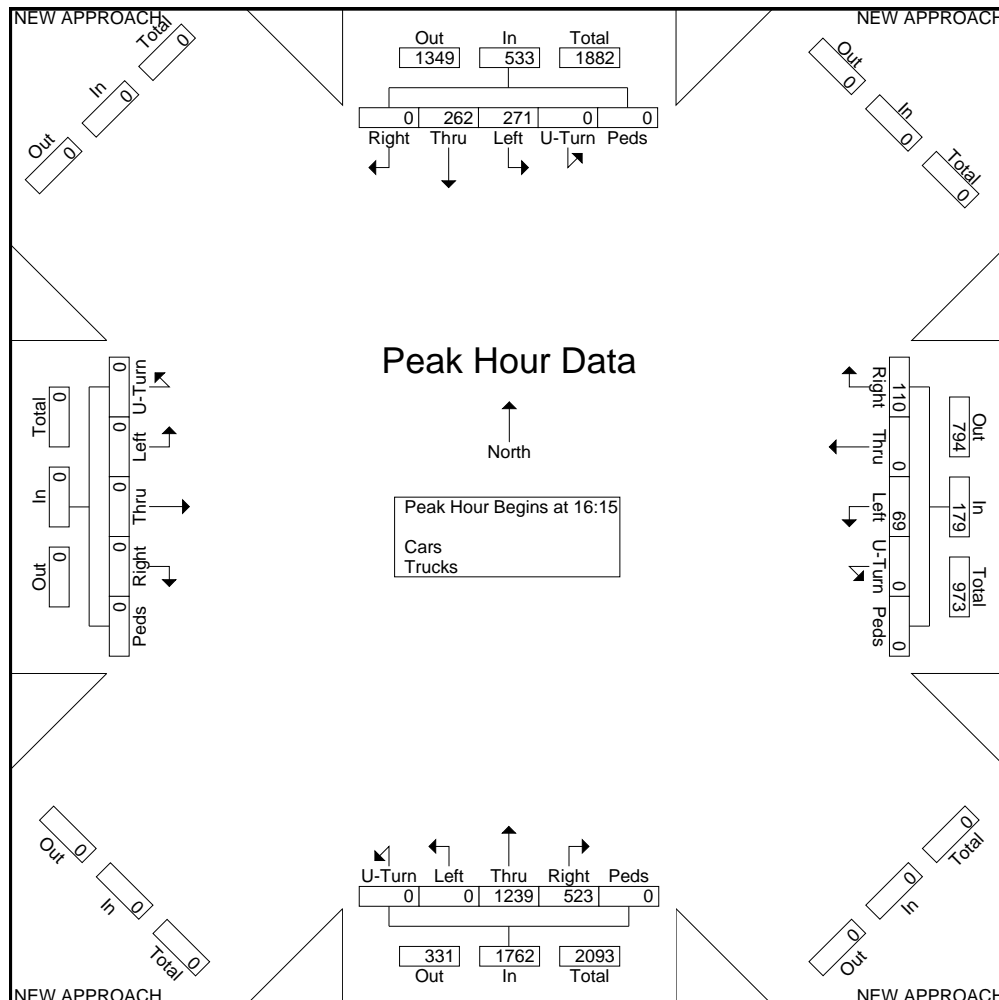 NEW APPROACH
NEW APPROACH
Total
0
In
0
Out
0
Out In Total
1349 533 1882
0 262 271 0 0
Right Thru Left U-Turn Peds
Out
0
In
0
Total
0
Peak Hour Data
North
Peak Hour Begins at 16:15
Cars
Trucks
Total
0
In
0
Out
0
0 0 0 0 0
U-Turn Left Thru Right Peds
Right Thru Left U-Turn Peds
110 0 69 0 0
Out In Total
794 179 973
U-Turn Left Thru Right Peds
0 0 1239 523 0
331 1762 2093
Out In Total
0
Out
0
In
0
Total
0
Total
0
In
0
Out
NEW APPROACH
NEW APPROACH